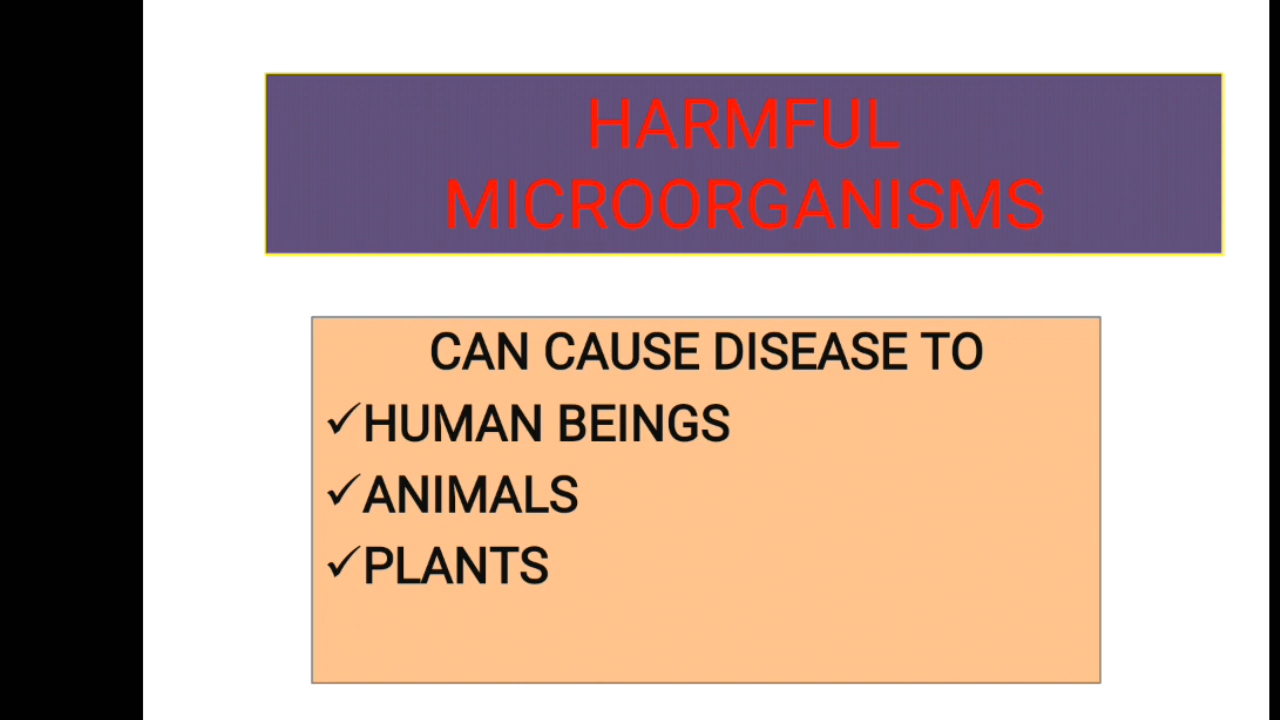 HARMFUL
MICROORGANISMS
CAN CAUSE DISEASE TO
✓HUMAN BEINGS
✓ANIMALS
✓PLANTS